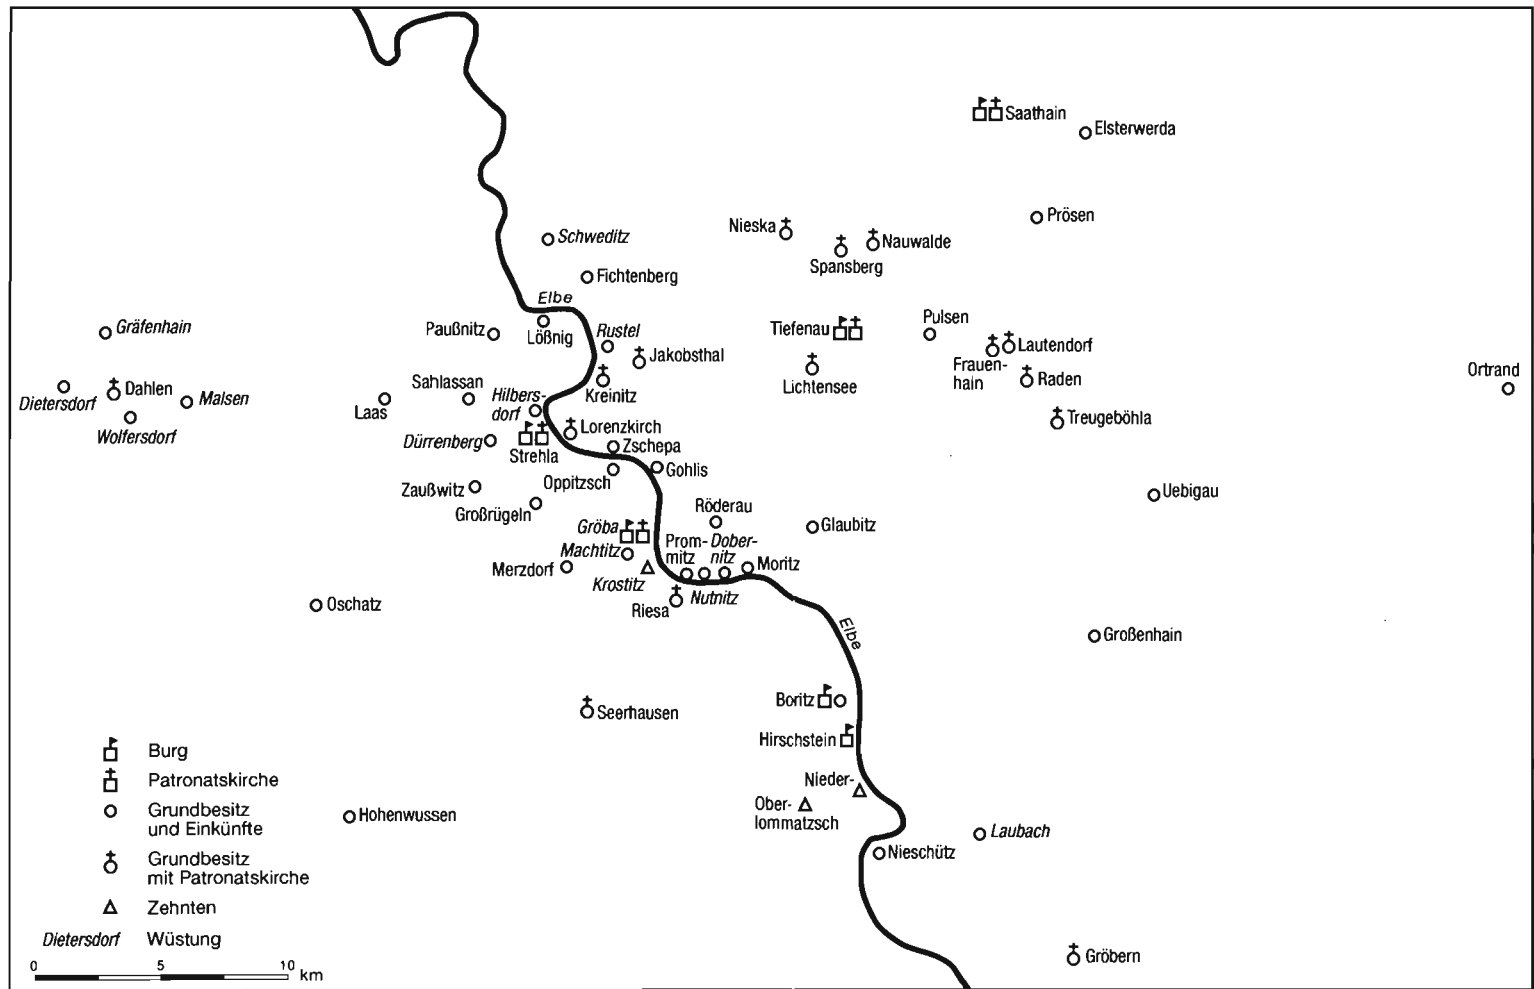 Saathain
Elsterwerda
Prösen
Nieska
Nauwalde
Spansberg
Schweditz
Fichtenberg
Elbe
Gräfenhain
Paußnitz
Lößnig
Rustel
Jakobsthal
Tiefenau
Pulsen
Lautendorf
Frauen-
hain
Raden
Lichtensee
Ortrand
Dietersdorf
Dahlen
Malsen
Wolfersdorf
Laas
Sahlassan
Hilbers-
dorf
Kreinitz
Treugeböhla
Dürrenberg
Strehla
Lorenzkirch
Zschepa
Gohlis
Oppitzsch
Zaußwitz
Großrügeln
Uebigau
Röderau
Glaubitz
Gröba
Machtitz
Prom-
mitz
Dober-
nitz
Moritz
Merzdorf
Krostitz
Nutnitz
Riesa
Oschatz
Elbe
Großenhain
Boritz
Seerhausen
Hirschstein
Nieder-
Ober-
lommatzsch
Hohenwussen
Laubach
Nieschütz
Gröbern
Burg
Patronatskirche
Grundbesitz
und Einkünfte
Grundbesitz
mit Patronatskirche
Zehnten
Dietersdorf Wüstung
0 5 10 km